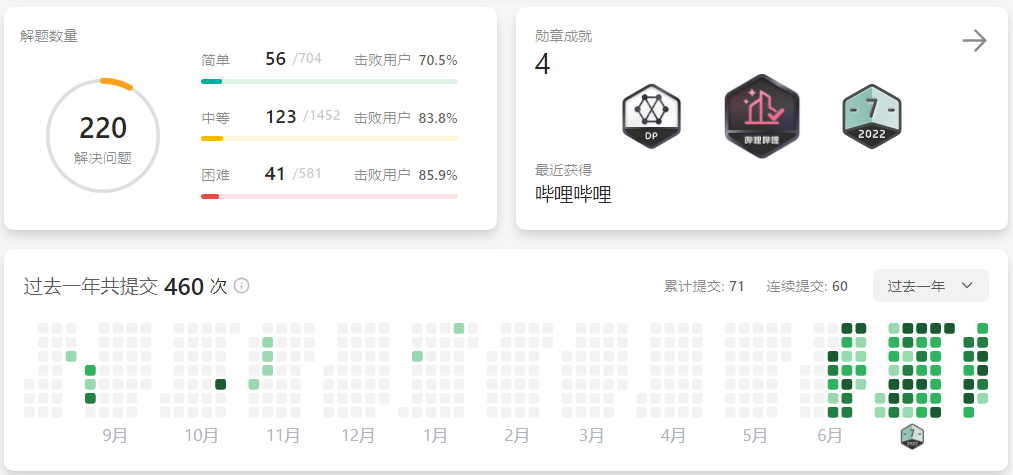 解题数量
220
解决问题
简单 56 /704 击败用户 70.5%
中等 123 /1452 击败用户 83.8%
困难 41 /581 击败用户 85.9%
勋章成就
4
DP
哔哩哔哩
7
2022
最近获得
哔哩哔哩
过去一年共提交 460 次
累计提交: 71 连续提交: 60 过去一年
9月 10月 11月 12月 1月 2月 3月 4月 5月 6月
7
2022